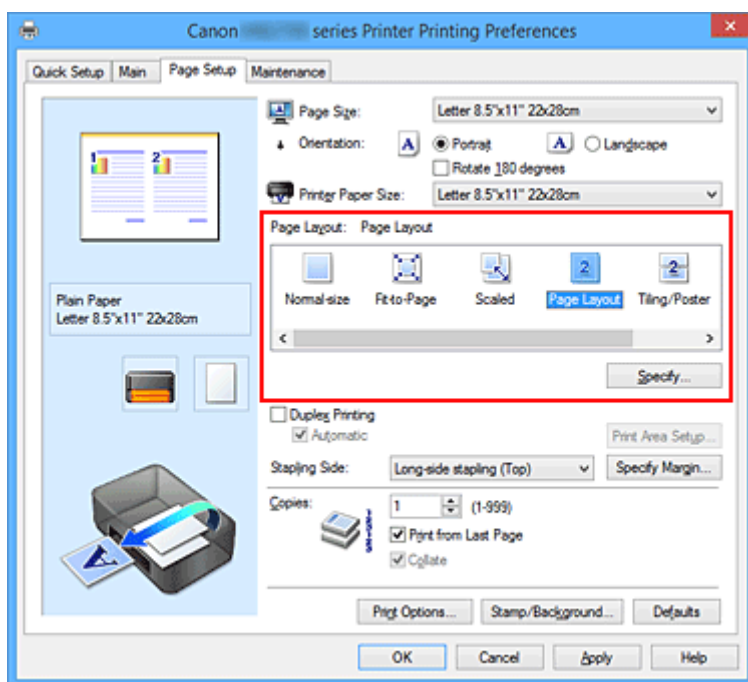 Canon series Printer Printing Preferences
Quick Setup Main Page Setup Maintenance
1 2
Plain Paper
Letter 8.5"x11" 22x28cm
Page Size: Letter 8.5"x11" 22x28cm
Orientation: A Portrait A Landscape
Rotate 180 degrees
Printer Paper Size: Letter 8.5"x11" 22x28cm
Page Layout: Page Layout
2 2
Normal-size Fit-to-Page Scaled Page Layout Tiling/Poster
Specify...
Duplex Printing
Automatic Print Area Setup...
Stapling Side: Long-side stapling (Top) Specify Margin...
Copies: 1 (1-999)
Print from Last Page
Collate
A
Print Options... Stamp/Background... Defaults
OK Cancel Apply Help